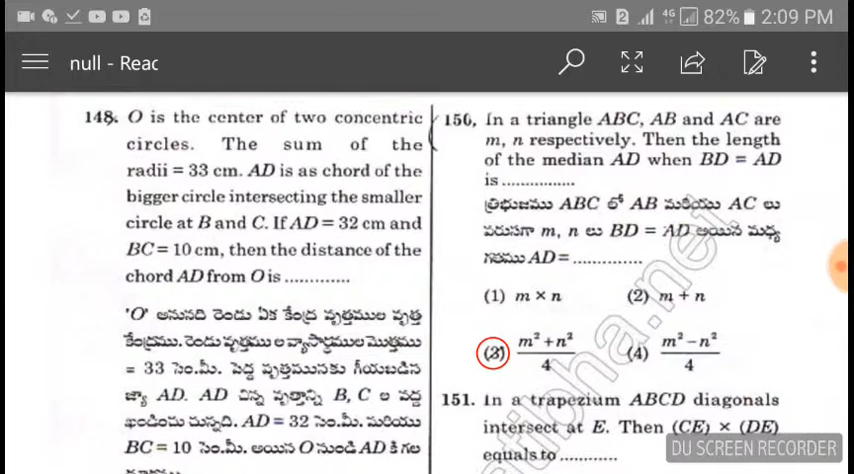 82% 2:09 PM
null - Reac
148. O is the center of two concentric
circles. The sum of the
radii = 33 cm. AD is as chord of the
bigger circle intersecting the smaller
circle at B and C. If AD = 32 cm and
BC = 10 cm, then the distance of the
chord AD from O is .............
'O' అనునది రెండు ఏక కేంద్ర వృత్తముల వృత్త
కేంద్రము. రెండు వృత్తముల వ్యాసార్ధముల మొత్తము
= 33 సెం.మీ. పెద్ద వృత్తమునకు గీయబడిన
జ్యా AD. AD చిన్న వృత్తాన్ని B, C ల వద్ద
ఖండించు చున్నది. AD = 32 సెం.మీ. మరియు
BC = 10 సెం.మీ. అయిన O నుండి AD కి గల
150. In a triangle ABC, AB and AC are
m, n respectively. Then the length
of the median AD when BD = AD
is ................
త్రిభుజము ABC లో AB మరియు AC లు
వరుసగా m, n లు BD = AD అయిన మధ్య
గతము AD= ...............
(1) m × n (2) m + n
(3) m² + n² / 4 (4) m² − n² / 4
151. In a trapezium ABCD diagonals
intersect at E. Then (CE) × (DE)
equals to ............
DU SCREEN RECORDER